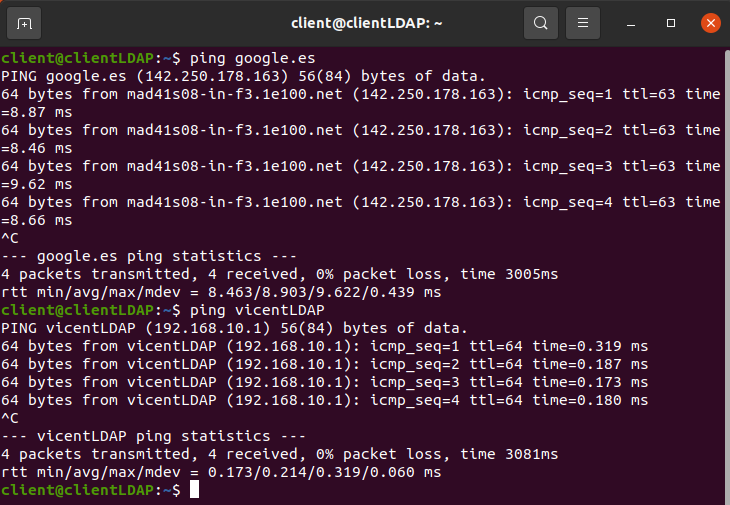 client@clientLDAP: ~
client@clientLDAP:~$ ping google.es
PING google.es (142.250.178.163) 56(84) bytes of data.
64 bytes from mad41s08-in-f3.1e100.net (142.250.178.163): icmp_seq=1 ttl=63 time
=8.87 ms
64 bytes from mad41s08-in-f3.1e100.net (142.250.178.163): icmp_seq=2 ttl=63 time
=8.46 ms
64 bytes from mad41s08-in-f3.1e100.net (142.250.178.163): icmp_seq=3 ttl=63 time
=9.62 ms
64 bytes from mad41s08-in-f3.1e100.net (142.250.178.163): icmp_seq=4 ttl=63 time
=8.66 ms
^C
--- google.es ping statistics ---
4 packets transmitted, 4 received, 0% packet loss, time 3005ms
rtt min/avg/max/mdev = 8.463/8.903/9.622/0.439 ms
client@clientLDAP:~$ ping vicentLDAP
PING vicentLDAP (192.168.10.1) 56(84) bytes of data.
64 bytes from vicentLDAP (192.168.10.1): icmp_seq=1 ttl=64 time=0.319 ms
64 bytes from vicentLDAP (192.168.10.1): icmp_seq=2 ttl=64 time=0.187 ms
64 bytes from vicentLDAP (192.168.10.1): icmp_seq=3 ttl=64 time=0.173 ms
64 bytes from vicentLDAP (192.168.10.1): icmp_seq=4 ttl=64 time=0.180 ms
^C
--- vicentLDAP ping statistics ---
4 packets transmitted, 4 received, 0% packet loss, time 3081ms
rtt min/avg/max/mdev = 0.173/0.214/0.319/0.060 ms
client@clientLDAP:~$